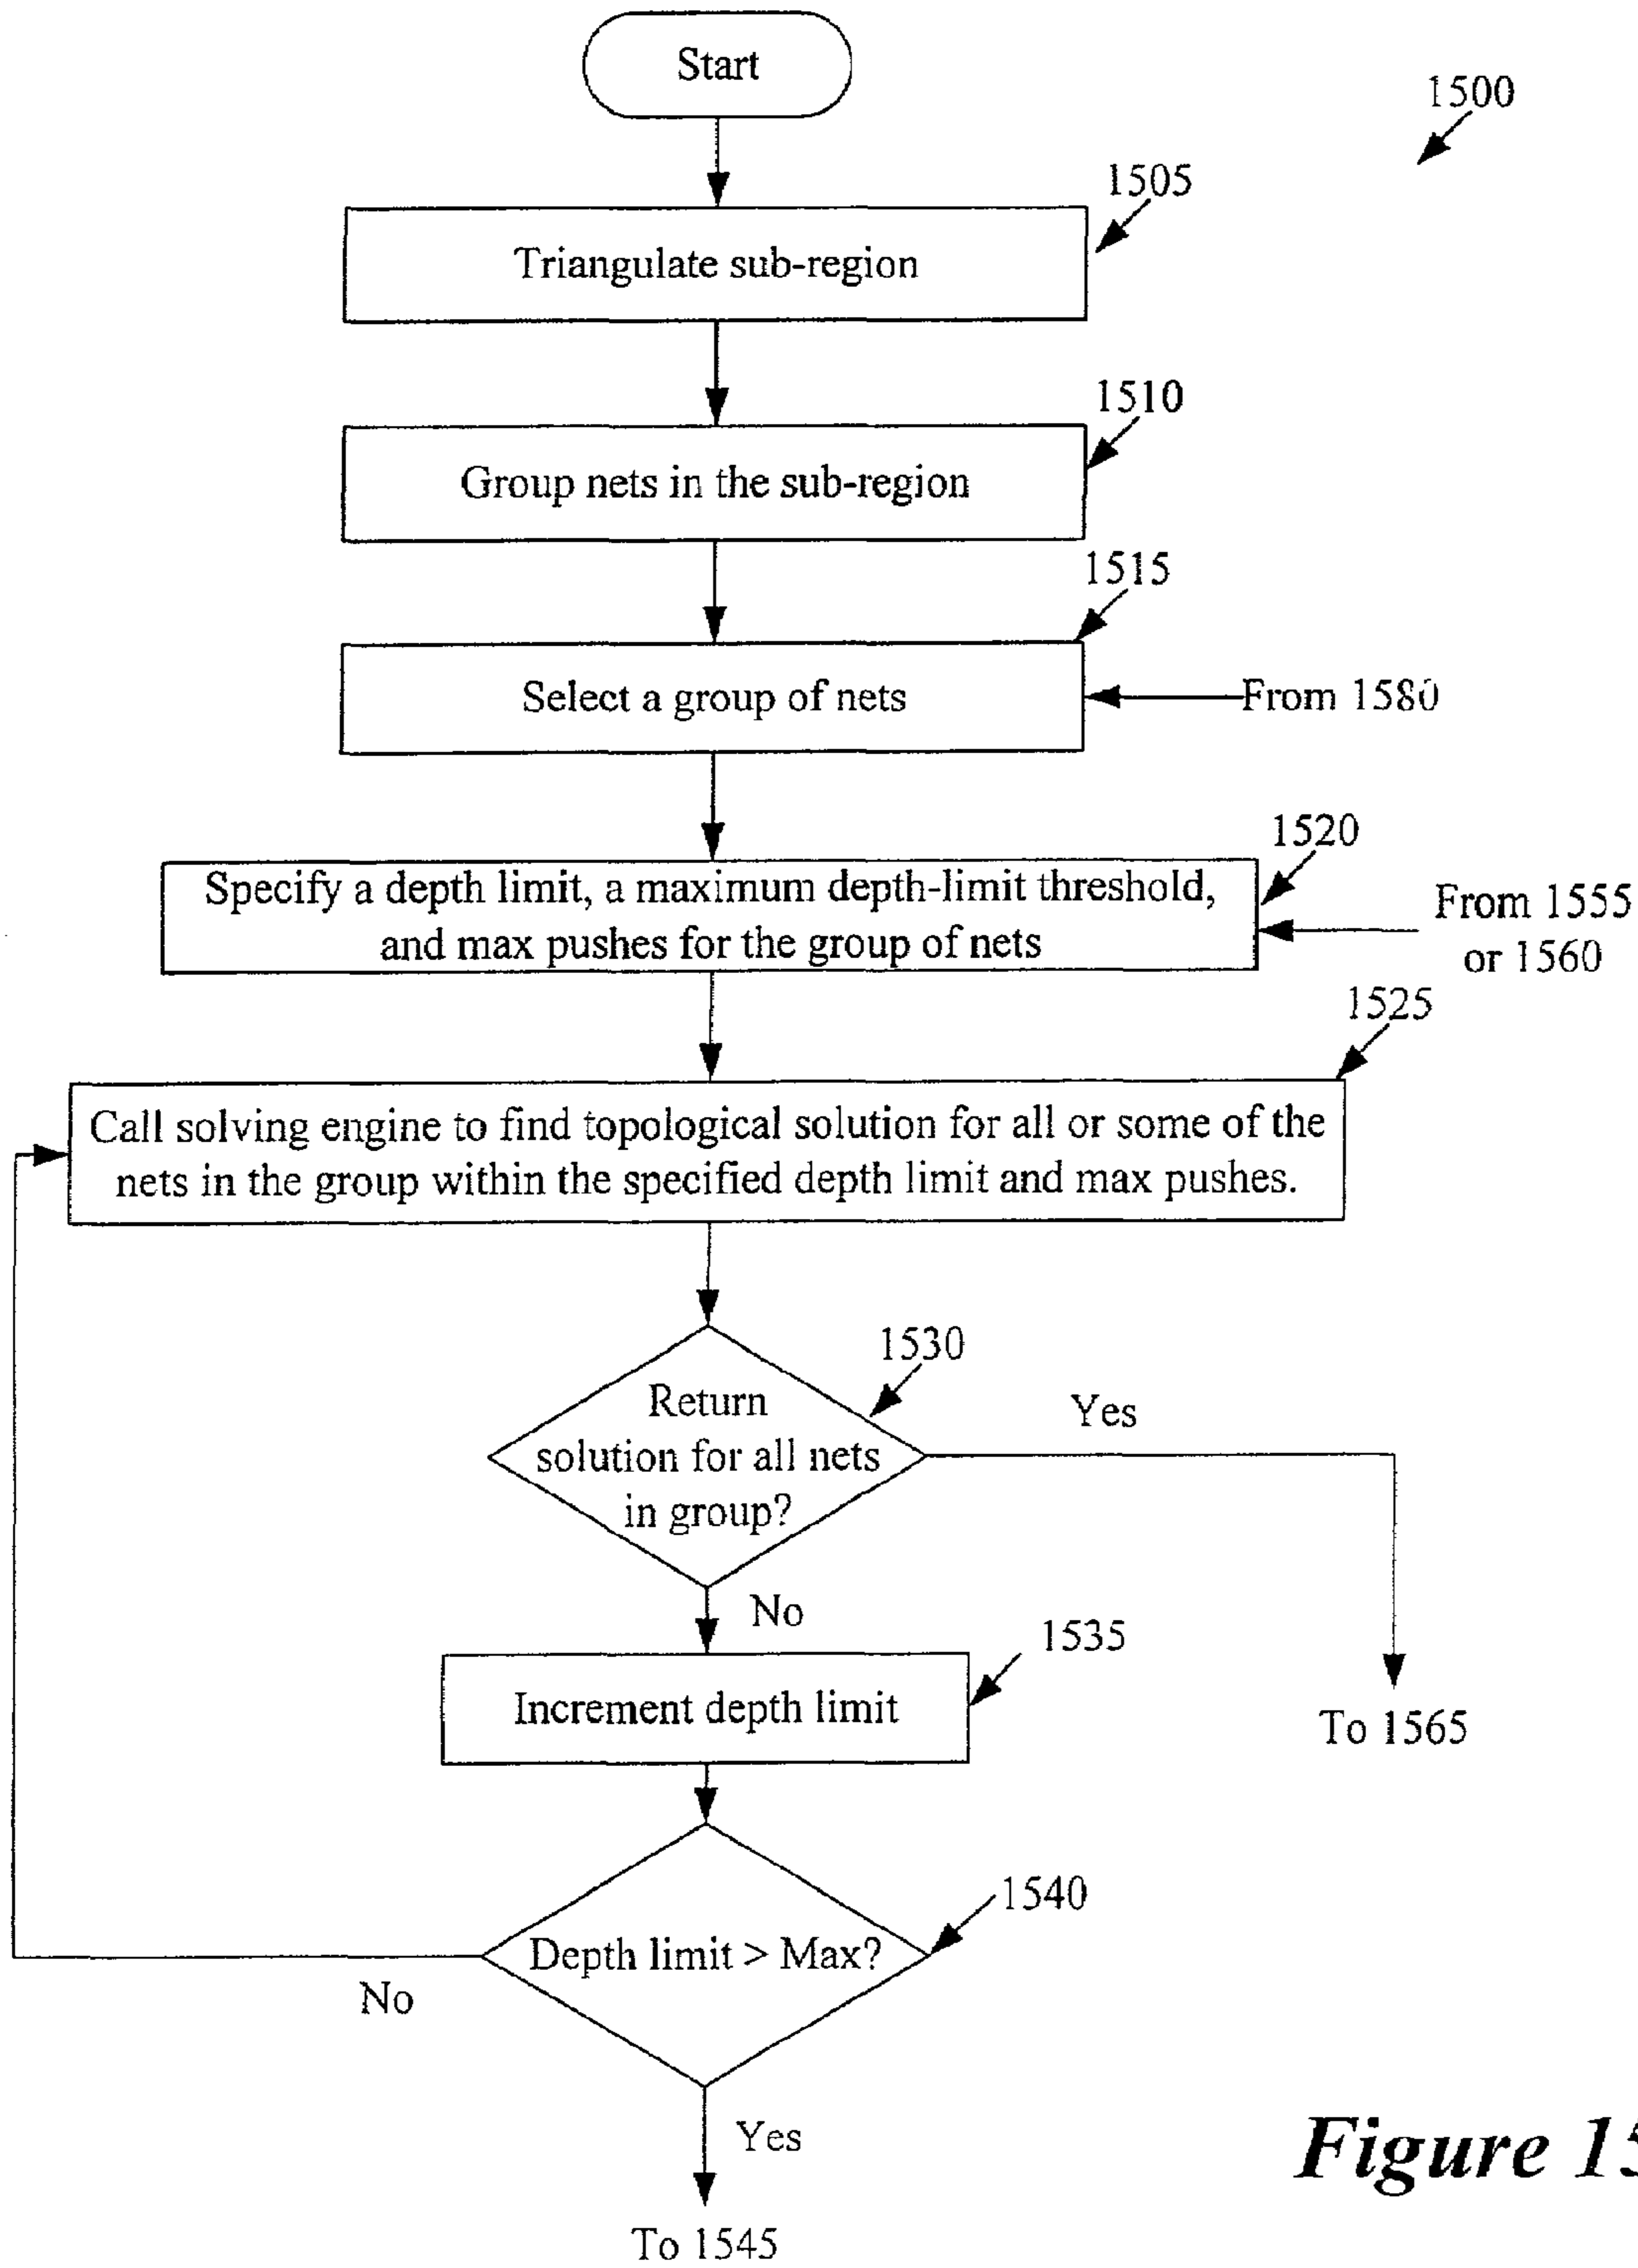 Start
1500
1505
Triangulate sub-region
1510
Group nets in the sub-region
1515
Select a group of nets
From 1580
1520
Specify a depth limit, a maximum depth-limit threshold,
and max pushes for the group of nets
From 1555
or 1560
1525
Call solving engine to find topological solution for all or some of the
nets in the group within the specified depth limit and max pushes.
1530
Return
solution for all nets
in group?
Yes
No
1535
Increment depth limit
To 1565
1540
Depth limit > Max?
No
Yes
To 1545
Figure 15